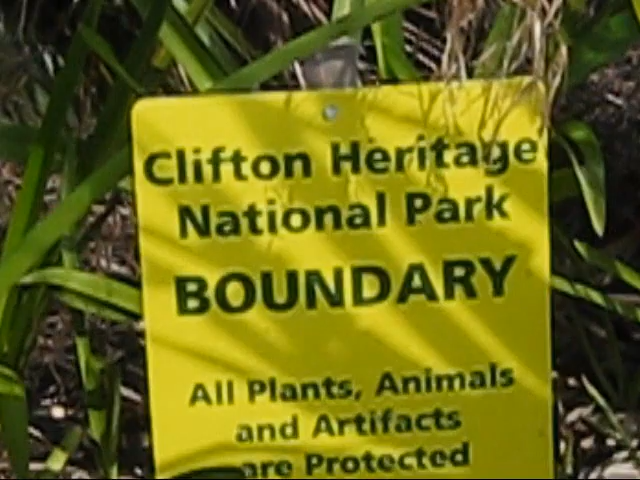 Clifton Heritage
National Park
BOUNDARY
All Plants, Animals
and Artifacts
are Protected